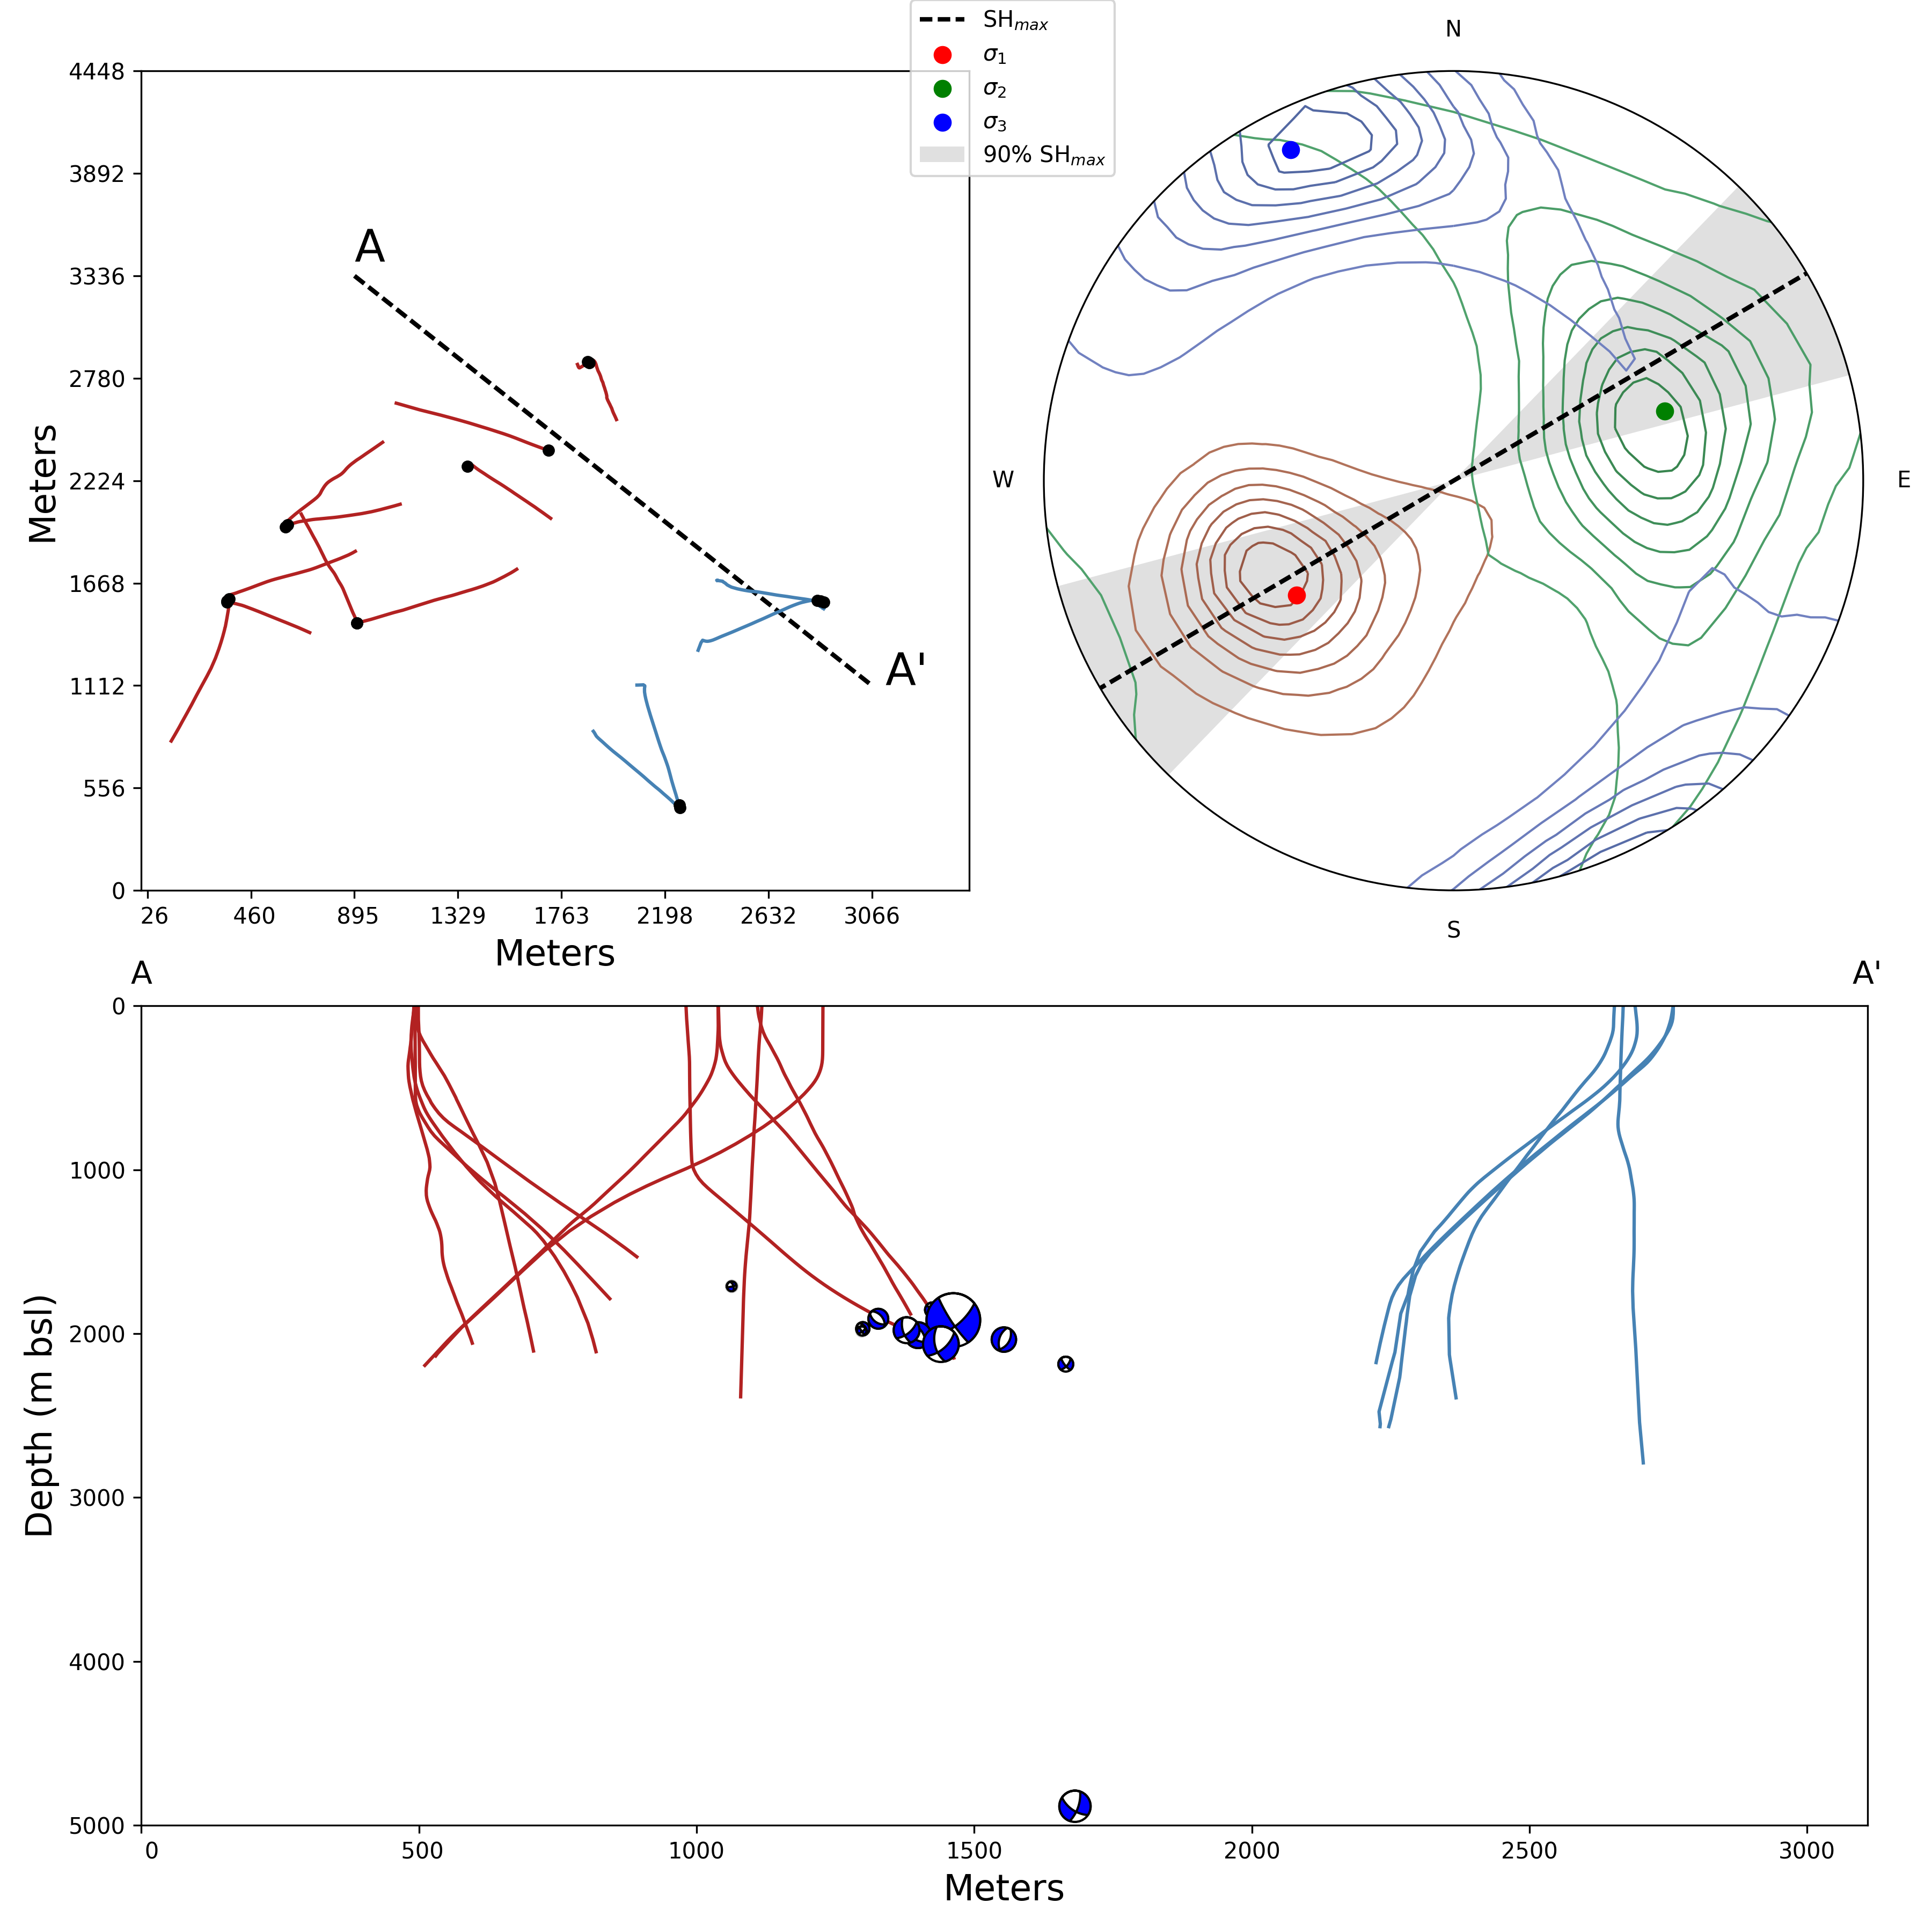 SHmax
σ1
σ2
σ3
90% SHmax
N
W
E
S
4448
3892
3336
2780
2224
1668
1112
556
0
Meters
A
A'
26 460 895 1329 1763 2198 2632 3066
Meters
A A'
0
1000
2000
3000
4000
5000
Depth (m bsl)
0 500 1000 1500 2000 2500 3000
Meters